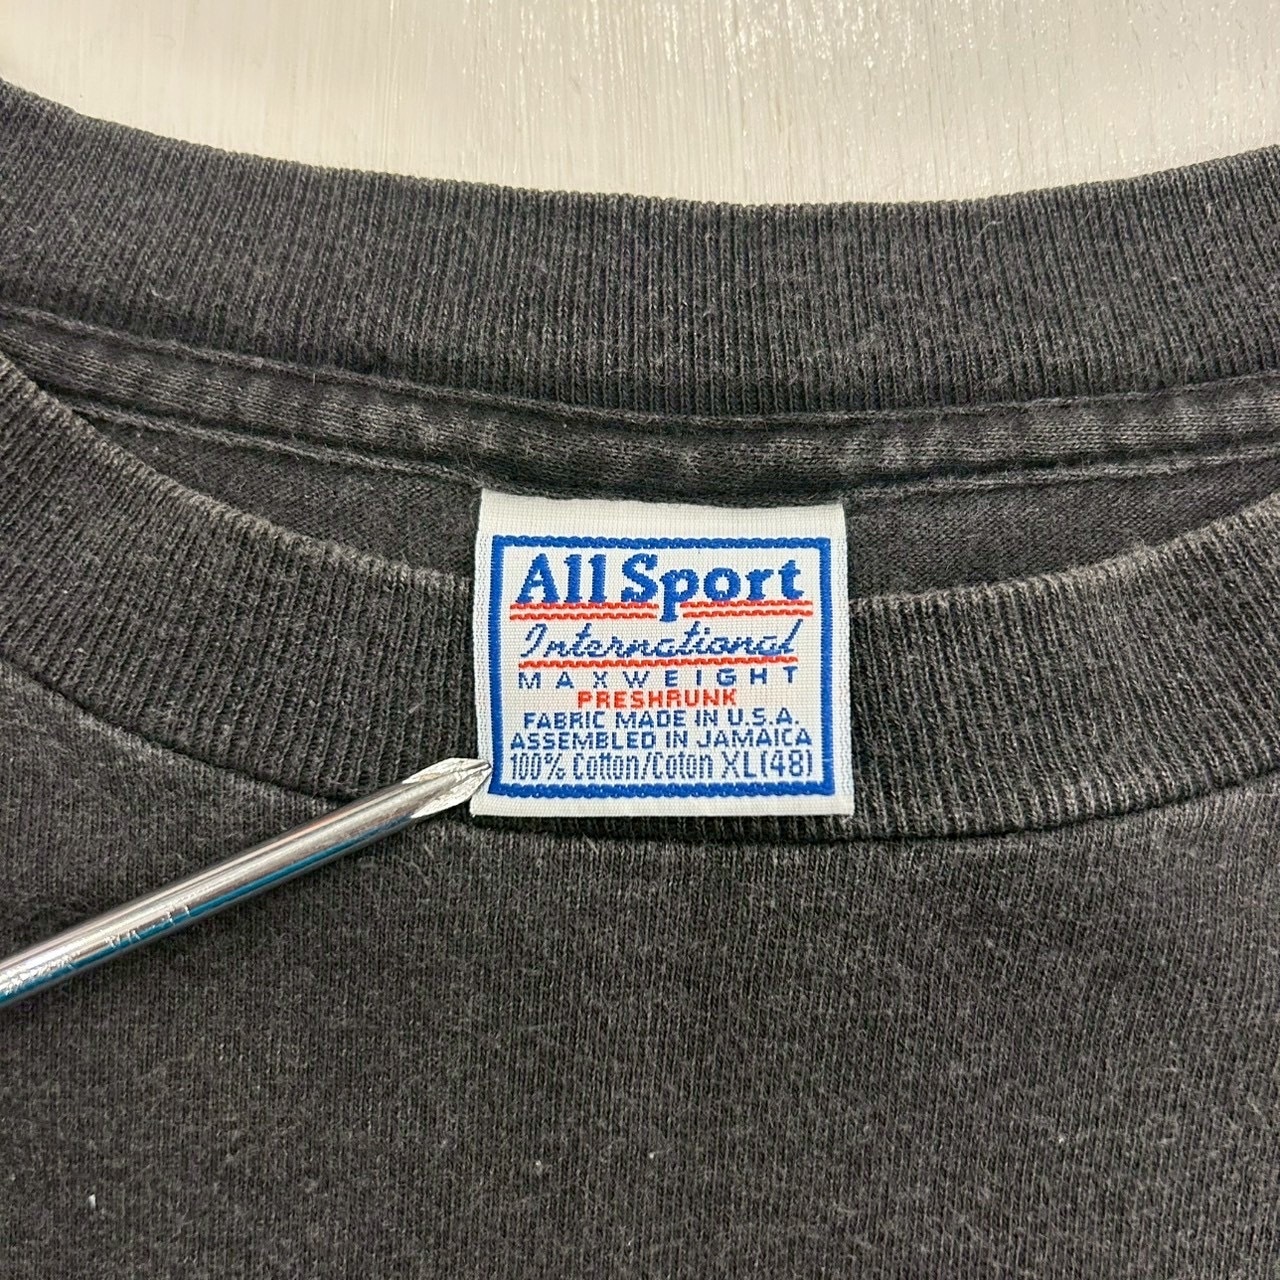 All Sport
International
MAXWEIGHT
PRESHRUNK
FABRIC MADE IN U.S.A.
ASSEMBLED IN JAMAICA
100% Cotton/Coton XL(48)